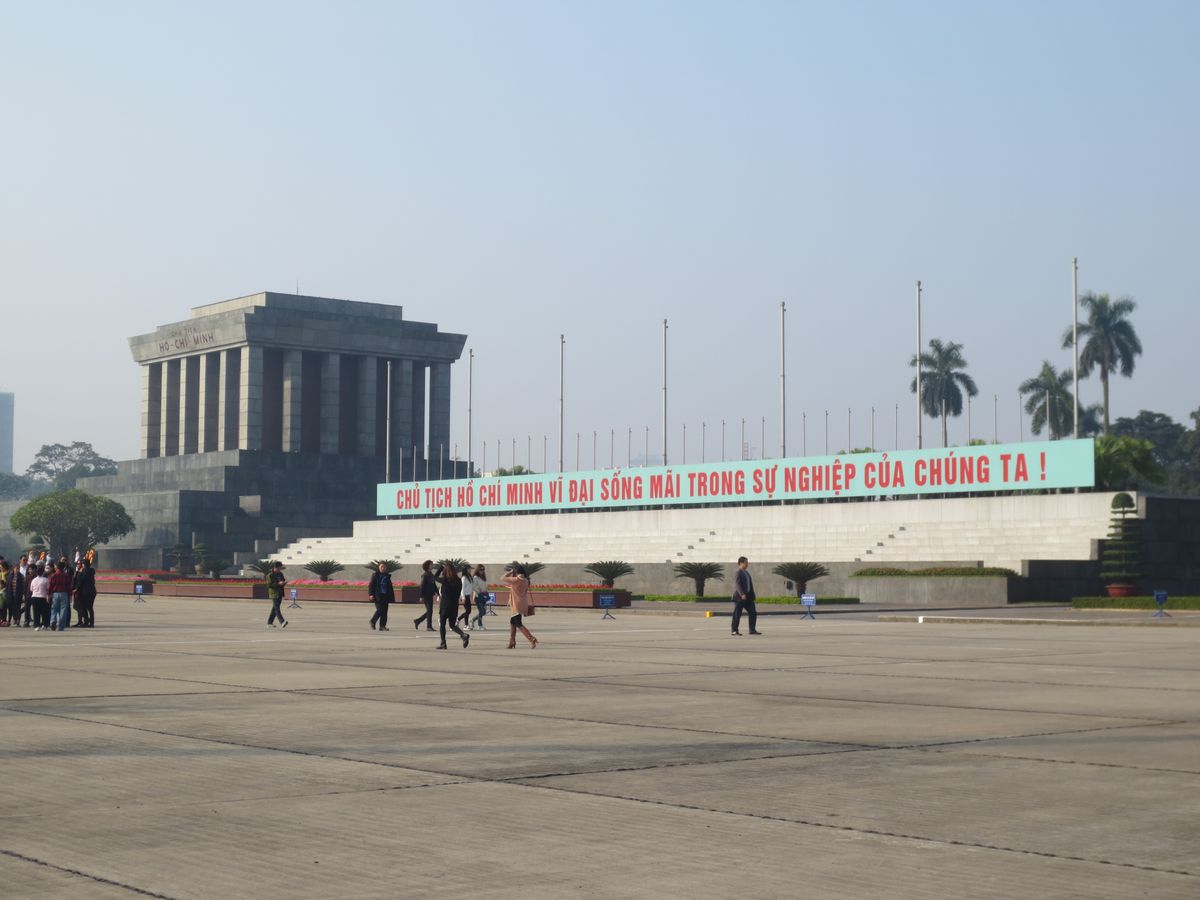 CHỦ TỊCH
HỒ-CHÍ MINH
CHỦ TỊCH HỒ CHÍ MINH VĨ ĐẠI SỐNG MÃI TRONG SỰ NGHIỆP CỦA CHÚNG TA !